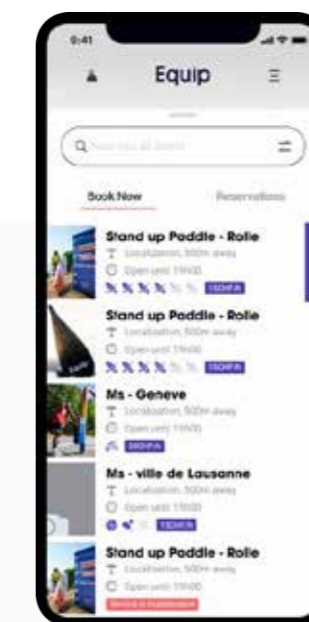 9:41
Equip
Book Now
Reservations
Stand up Paddle - Rolle
Localisation, 500m away
Open until 19h00
15CHF/h
Stand up Paddle - Rolle
Localisation, 500m away
Open until 19h00
15CHF/h
Ms - Geneve
Localisation, 500m away
Open until 19h00
Ms - ville de Lausanne
Localisation, 500m away
Open until 19h00
15CHF/h
Stand up Paddle - Rolle
Localisation, 500m away
Open until 19h00